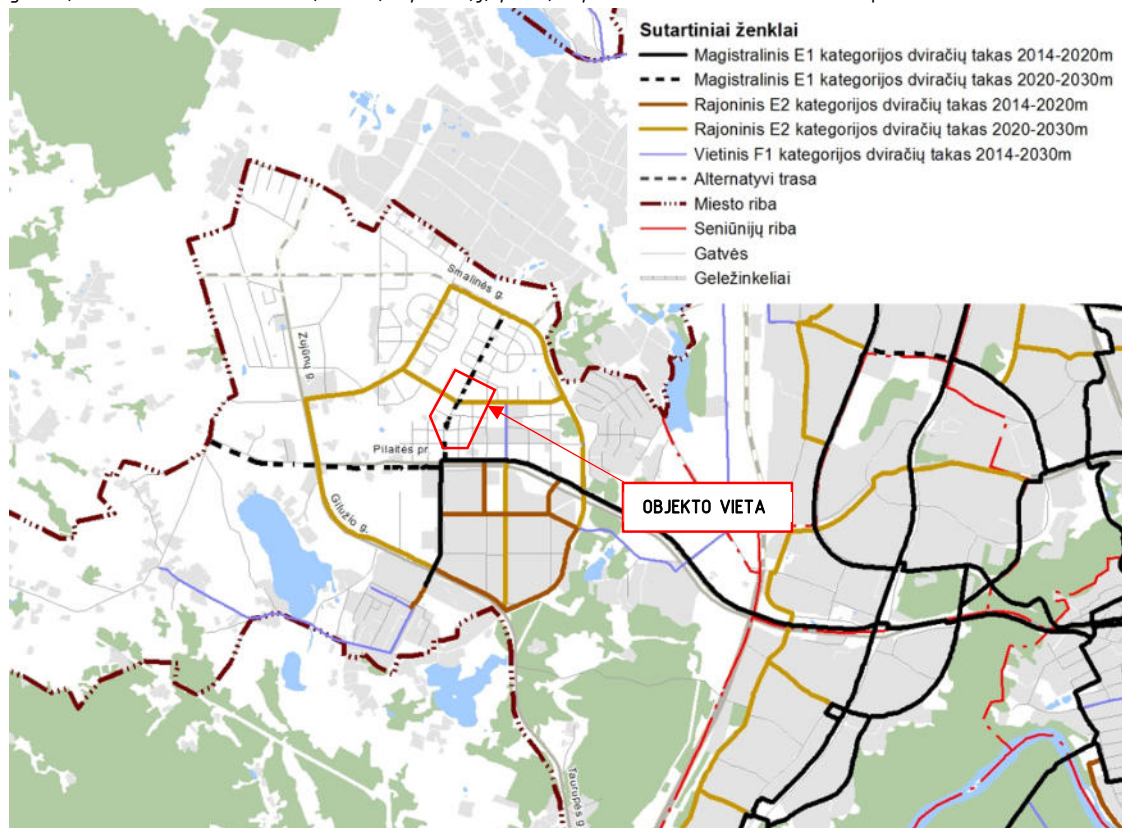 Sutartiniai ženklai
Magistralinis E1 kategorijos dviračių takas 2014-2020m
Magistralinis E1 kategorijos dviračių takas 2020-2030m
Rajoninis E2 kategorijos dviračių takas 2014-2020m
Rajoninis E2 kategorijos dviračių takas 2020-2030m
Vietinis F1 kategorijos dviračių takas 2014-2030m
Alternatyvi trasa
Miesto riba
Seniūnijų riba
Gatvės
Geležinkeliai
Smalinės g.
Zujūnų g.
Pilaitės pr.
Gilužio g.
OBJEKTO VIETA
Taurupės g.